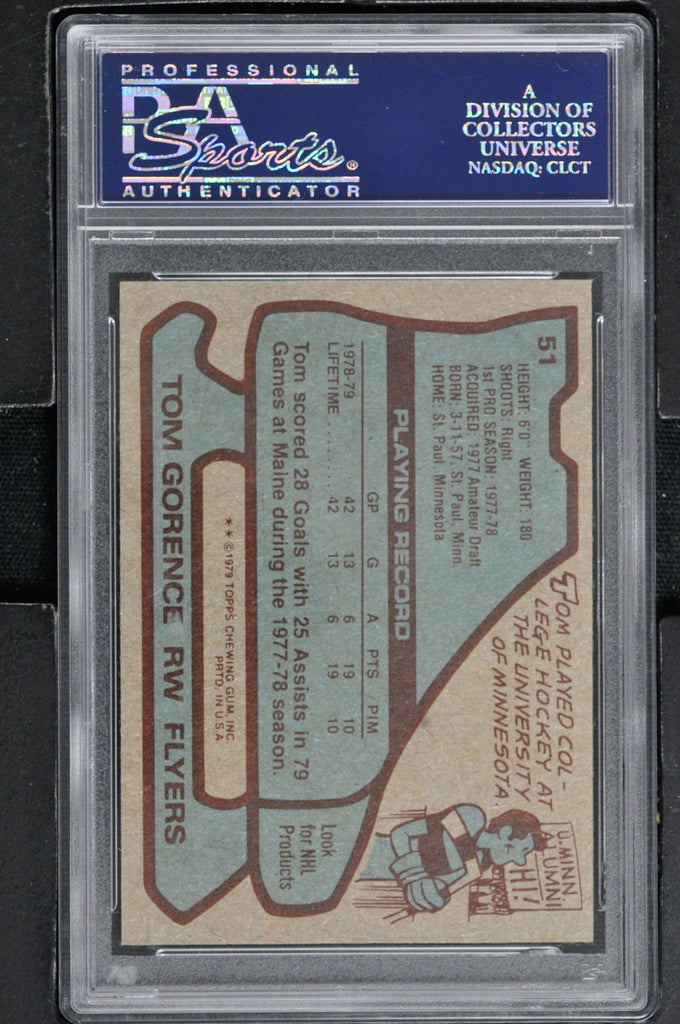 PROFESSIONAL
PSA
Sports®
AUTHENTICATOR
A
DIVISION OF
COLLECTORS
UNIVERSE
NASDAQ: CLCT
51
HEIGHT: 6'0" WEIGHT: 180
SHOOTS: Right
1st PRO SEASON: 1977-78
ACQUIRED: 1977 Amateur Draft
BORN: 3-11-57, St. Paul, Minn.
HOME: St. Paul, Minnesota
TOM PLAYED COL-
LEGE HOCKEY AT
THE UNIVERSITY
OF MINNESOTA
U. MINN.
ALUMNI
HI!
PLAYING RECORD
GP G A PTS PIM
1978-79 42 13 6 19 10
LIFETIME ........ 42 13 6 19 10
Tom scored 28 Goals with 25 Assists in 79
Games at Maine during the 1977-78 season.
Look
for NHL
Products
* * ©1979 TOPPS CHEWING GUM, INC
PRTD. IN U.S.A
TOM GORENCE RW FLYERS